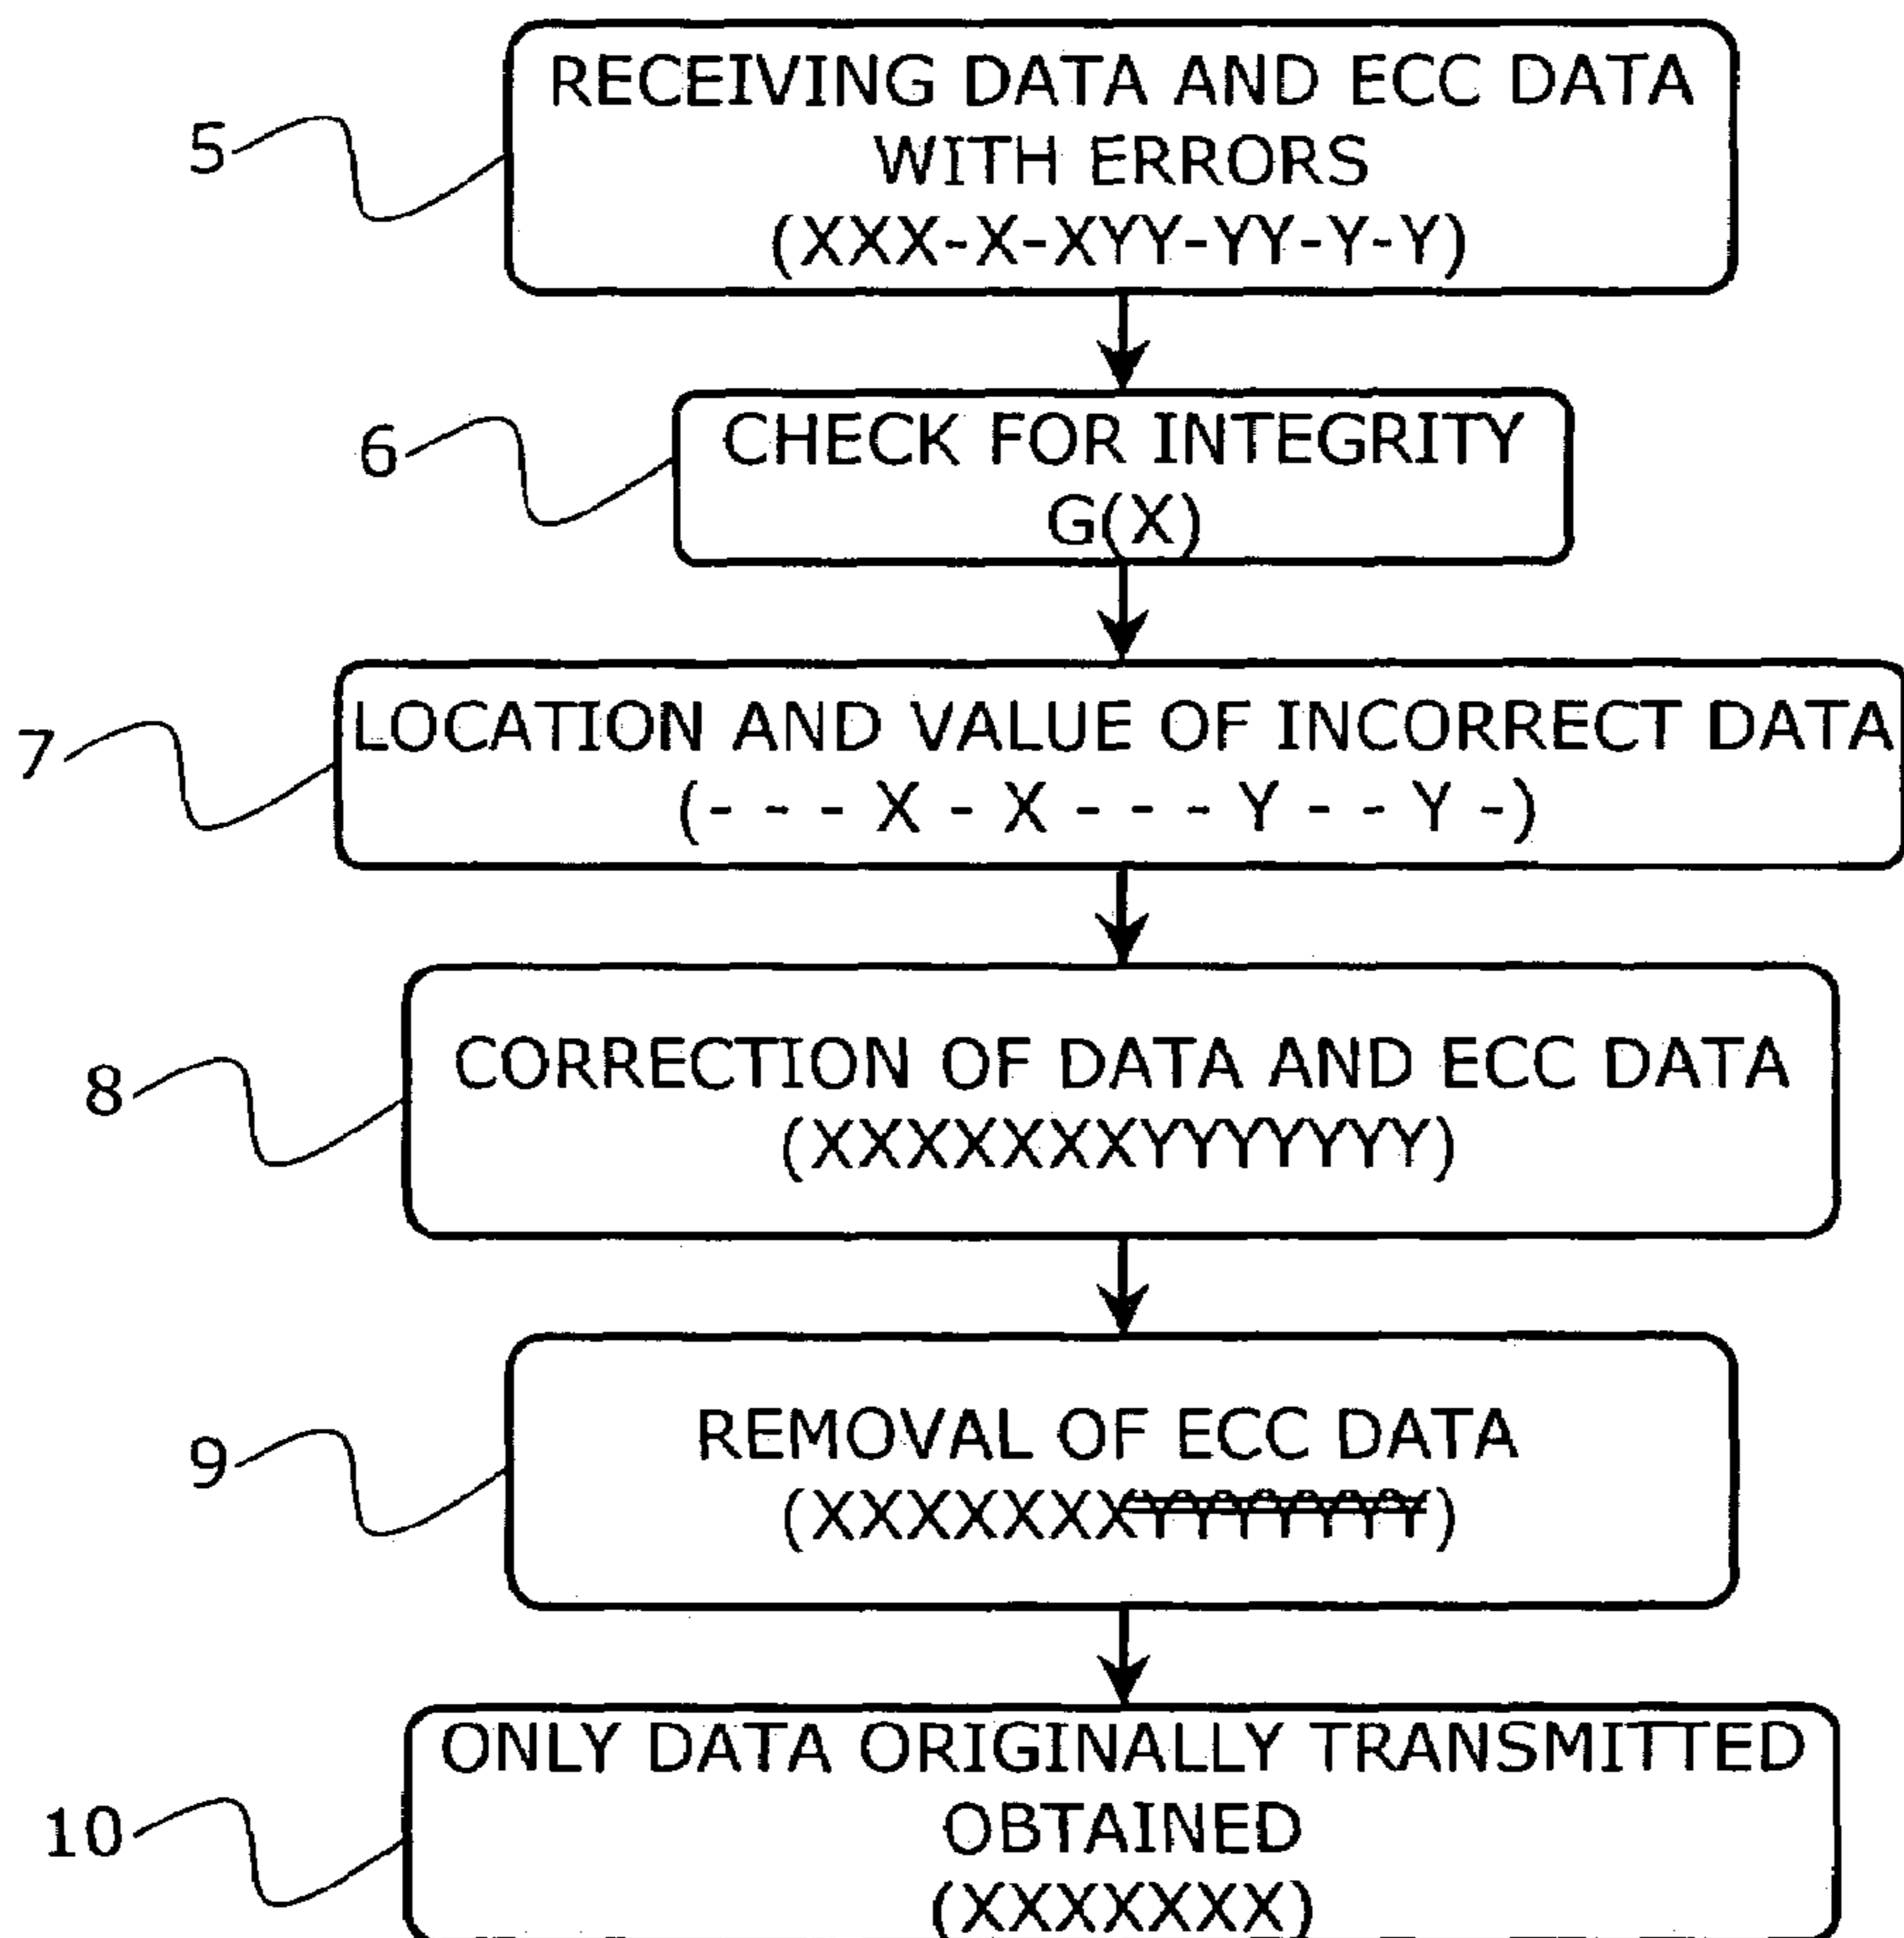 RECEIVING DATA AND ECC DATA
WITH ERRORS
(XXX-X-XYY-YY-Y-Y)
5
CHECK FOR INTEGRITY
G(X)
6
LOCATION AND VALUE OF INCORRECT DATA
(- - - X - X - - - Y - - Y -)
7
CORRECTION OF DATA AND ECC DATA
(XXXXXXXYYYYYYY)
8
REMOVAL OF ECC DATA
(XXXXXXXYYYYYYY)
9
ONLY DATA ORIGINALLY TRANSMITTED
OBTAINED
(XXXXXXX)
10